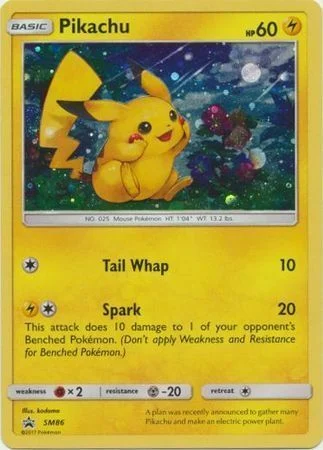 BASIC Pikachu HP60
NO. 025 Mouse Pokémon HT: 1'04" WT: 13.2 lbs.
Tail Whap 10
Spark 20
This attack does 10 damage to 1 of your opponent's
Benched Pokémon. (Don't apply Weakness and Resistance
for Benched Pokémon.)
weakness × 2 resistance -20 retreat
Illus. kodama
SM86
©2017 Pokémon
A plan was recently announced to gather many
Pikachu and make an electric power plant.